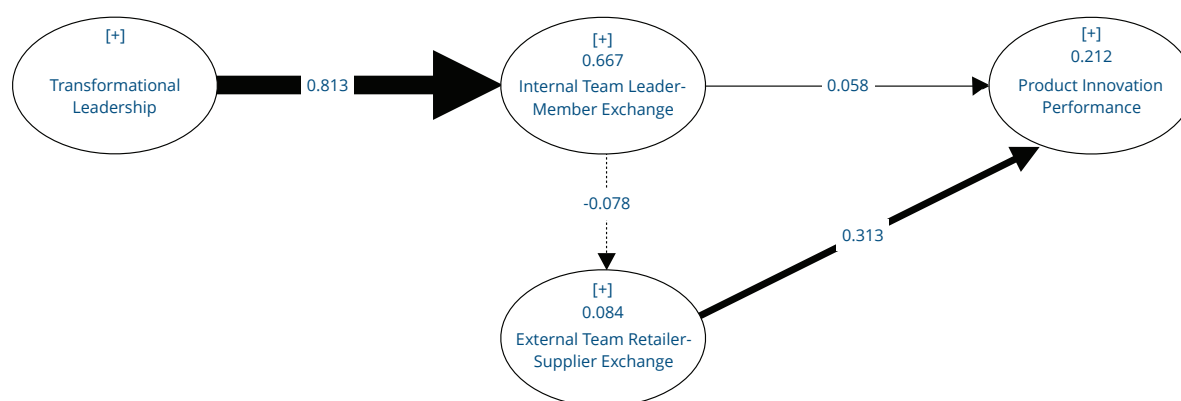 [+]
Transformational
Leadership
0.813
[+]
0.667
Internal Team Leader-
Member Exchange
0.058
[+]
0.212
Product Innovation
Performance
-0.078
0.313
[+]
0.084
External Team Retailer-
Supplier Exchange